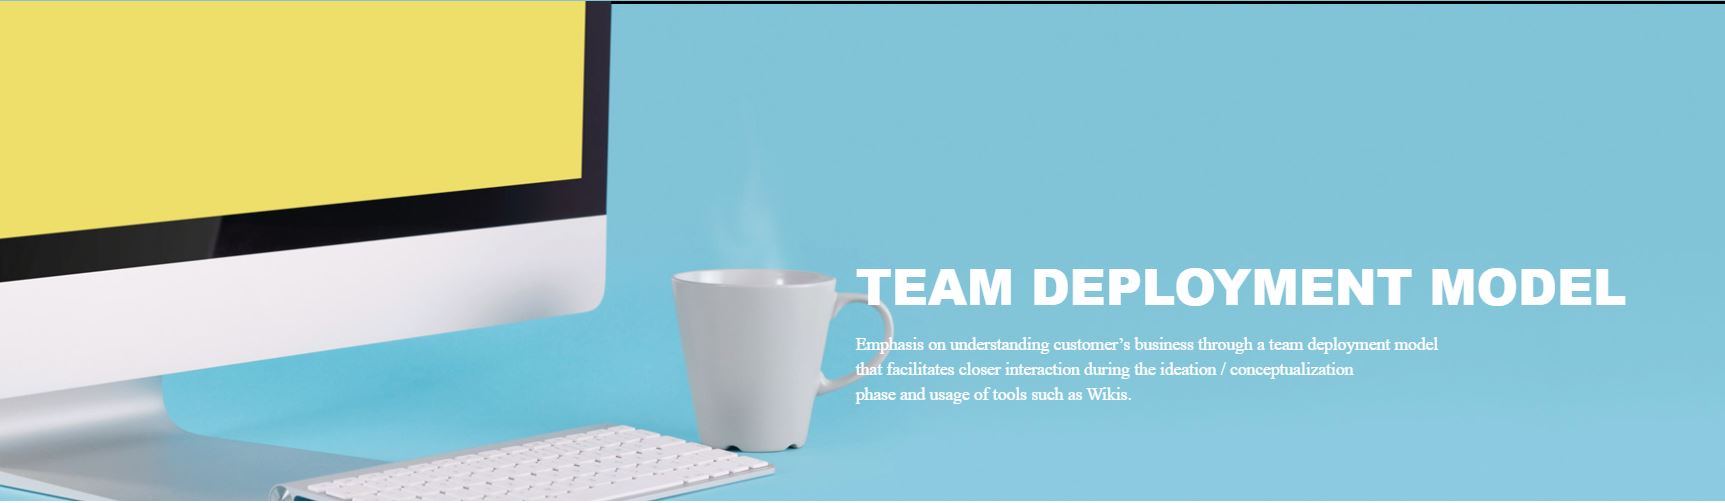 TEAM DEPLOYMENT MODEL
Emphasis on understanding customer’s business through a team deployment model
that facilitates closer interaction during the ideation / conceptualization
phase and usage of tools such as Wikis.